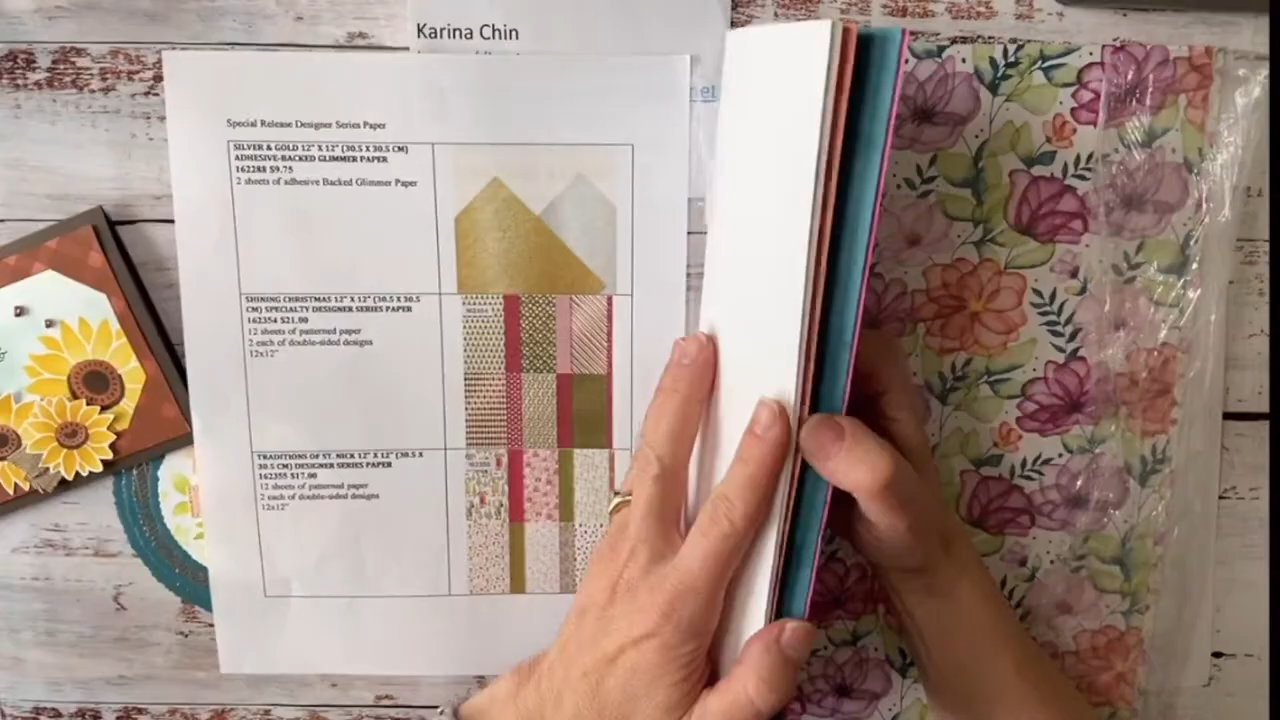 Karina Chin
net
Special Release Designer Series Paper
SILVER & GOLD 12" X 12" (30.5 X 30.5 CM)
ADHESIVE-BACKED GLIMMER PAPER
162288 $9.75
2 sheets of adhesive Backed Glimmer Paper
SHINING CHRISTMAS 12" X 12" (30.5 X 30.5
CM) SPECIALTY DESIGNER SERIES PAPER
162354 $21.00
12 sheets of patterned paper
2 each of double-sided designs
12x12"
TRADITIONS OF ST. NICK 12" X 12" (30.5 X
30.5 CM) DESIGNER SERIES PAPER
162355 $17.00
12 sheets of patterned paper
2 each of double-sided designs
12x12"